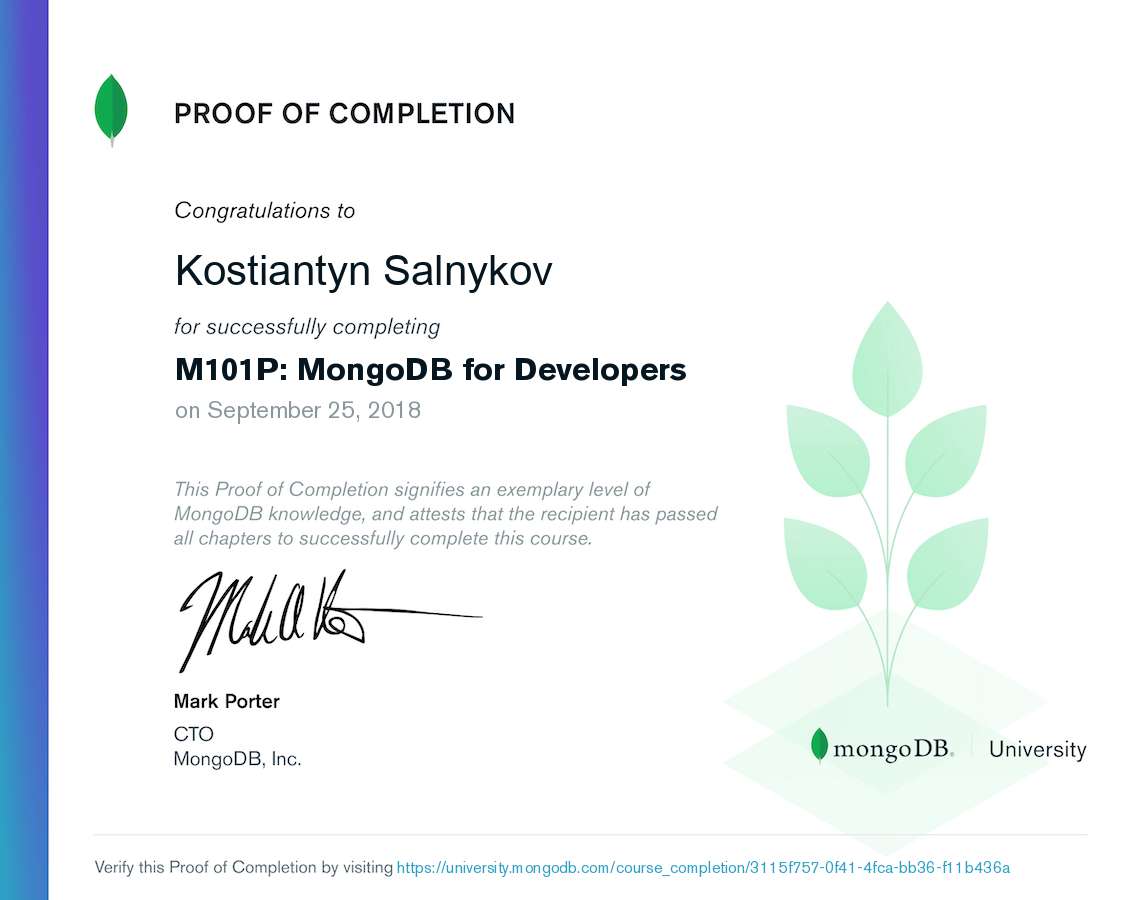 PROOF OF COMPLETION
Congratulations to
Kostiantyn Salnykov
for successfully completing
M101P: MongoDB for Developers
on September 25, 2018
This Proof of Completion signifies an exemplary level of
MongoDB knowledge, and attests that the recipient has passed
all chapters to successfully complete this course.
Mark Porter
CTO
MongoDB, Inc.
mongoDB® University
Verify this Proof of Completion by visiting https://university.mongodb.com/course_completion/3115f757-0f41-4fca-bb36-f11b436a